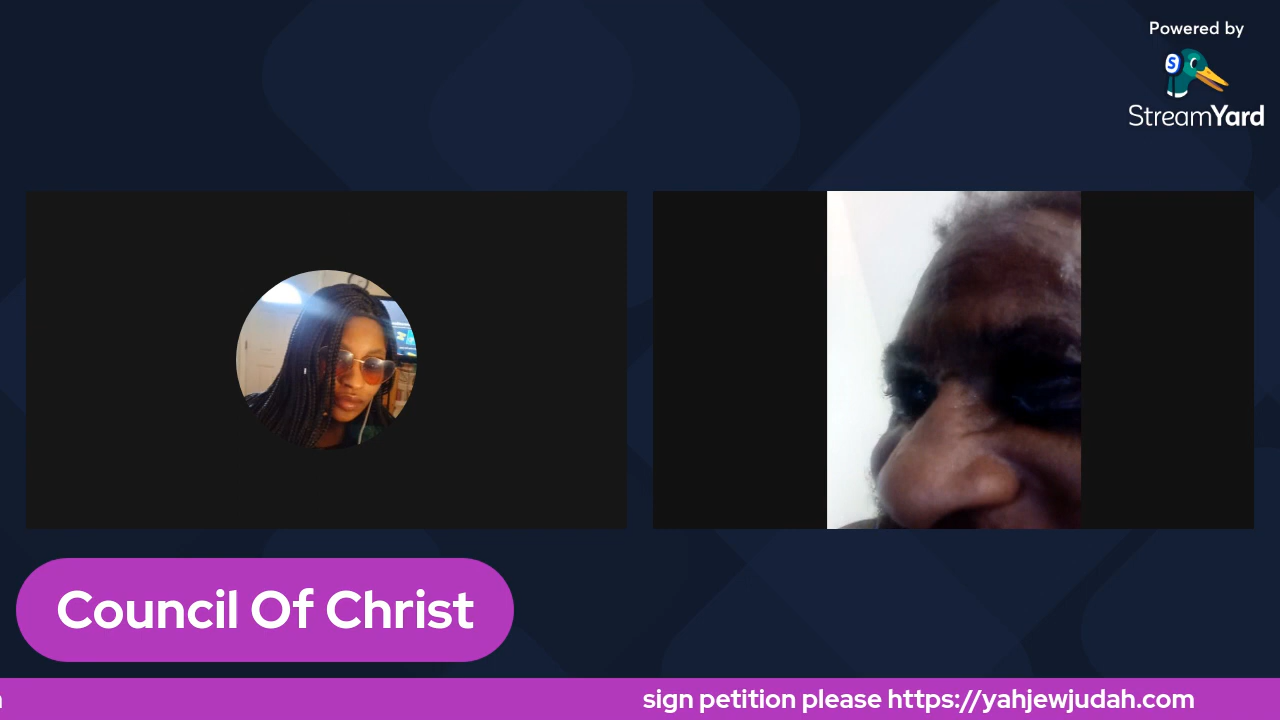 Powered by
S
StreamYard
Council Of Christ
sign petition please https://yahjewjudah.com